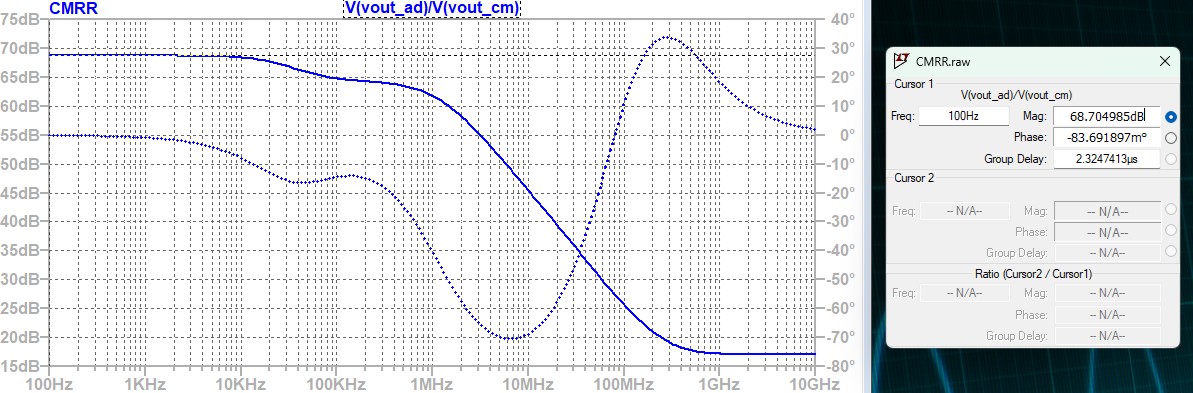 CMRR
V(vout_ad)/V(vout_cm)
75dB
70dB
65dB
60dB
55dB
50dB
45dB
40dB
35dB
30dB
25dB
20dB
15dB
40°
30°
20°
10°
0°
-10°
-20°
-30°
-40°
-50°
-60°
-70°
-80°
100Hz 1KHz 10KHz 100KHz 1MHz 10MHz 100MHz 1GHz 10GHz
CMRR.raw
Cursor 1
V(vout_ad)/V(vout_cm)
Freq: 100Hz Mag: 68.704985dB
Phase: -83.691897m°
Group Delay: 2.3247413µs
Cursor 2
Freq: -- N/A-- Mag: -- N/A--
Phase: -- N/A--
Group Delay: -- N/A--
Ratio (Cursor2 / Cursor1)
Freq: -- N/A-- Mag: -- N/A--
Phase: -- N/A--
Group Delay: -- N/A--